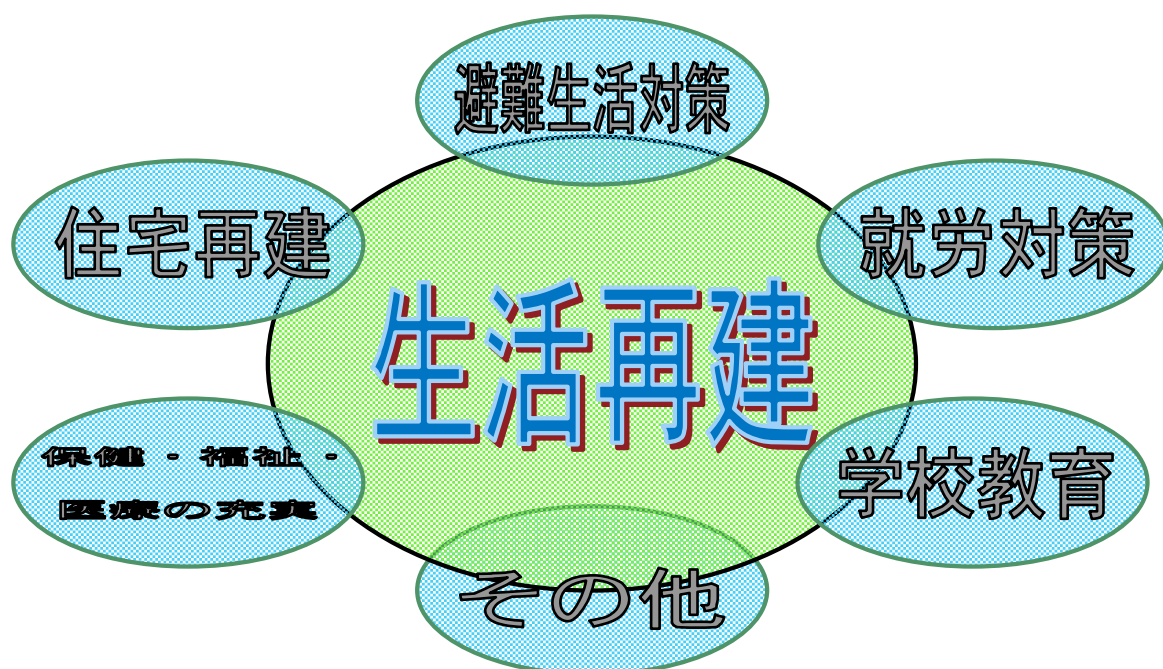 避難生活対策
住宅再建
就労対策
生活再建
保健・福祉・
医療の充実
学校教育
その他